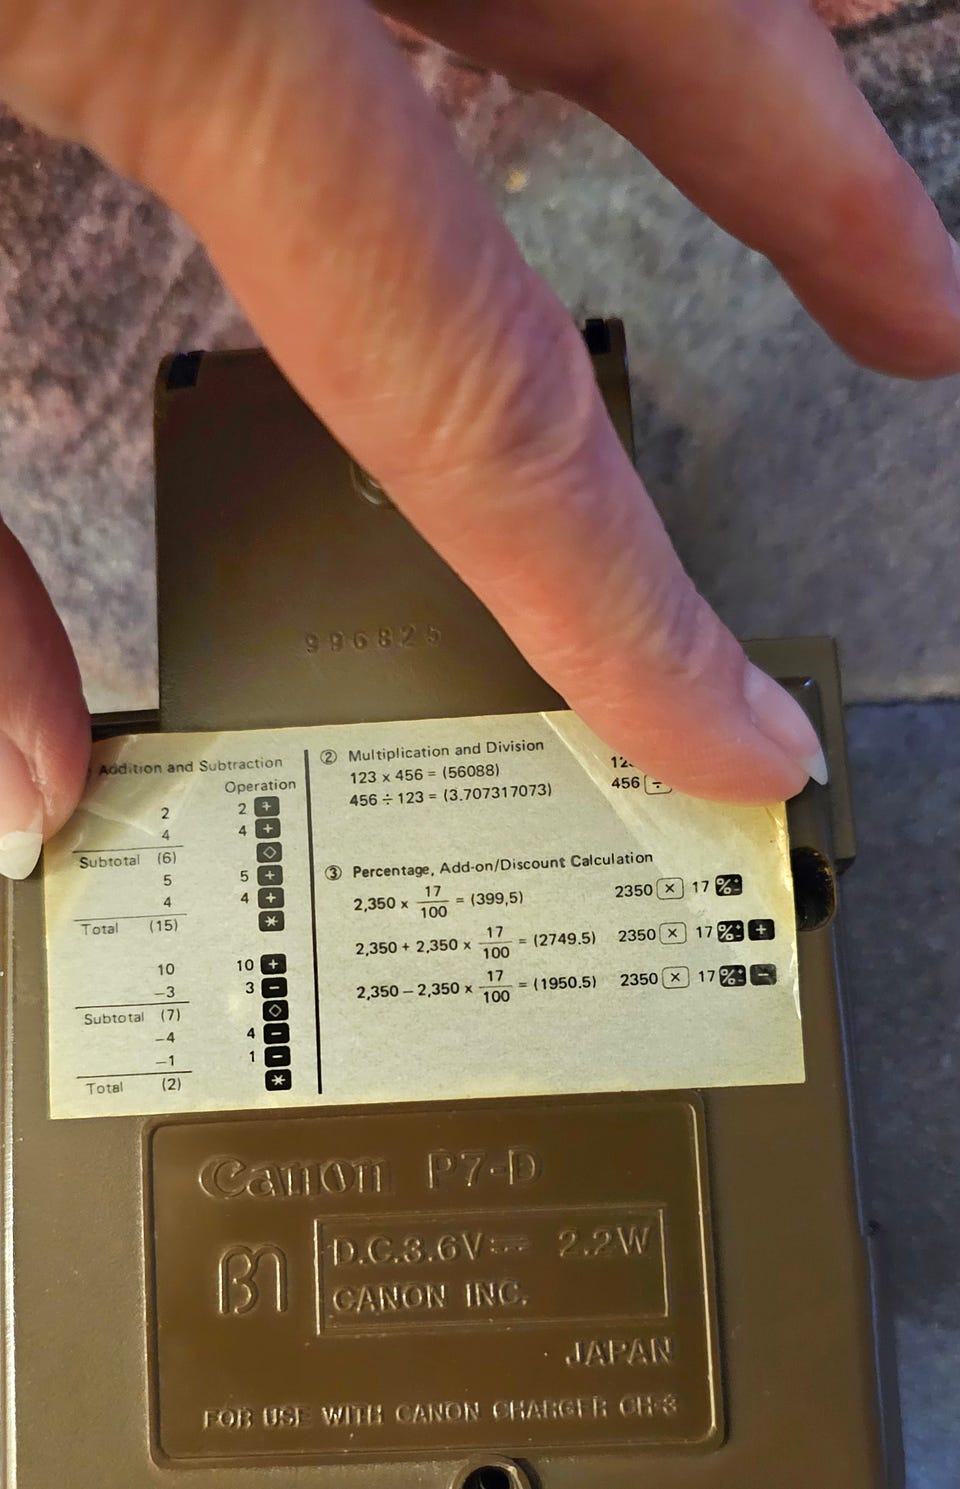 996825
Addition and Subtraction
Operation
2 2 +
4 4 +
Subtotal (6) ◇
5 5 +
4 4 +
Total (15) *
10 10 +
-3 3 -
Subtotal (7) ◇
-4 4 -
-1 1 -
Total (2) *
② Multiplication and Division
123 x 456 = (56088) 12
456 ÷ 123 = (3.707317073) 456 ÷
③ Percentage, Add-on/Discount Calculation
2,350 x 17/100 = (399,5) 2350 × 17 %±
2,350 + 2,350 x 17/100 = (2749.5) 2350 × 17 %± +
2,350 – 2,350 x 17/100 = (1950.5) 2350 × 17 %± −
Canon P7-D
D.C.3.6V⎓ 2.2W
CANON INC.
JAPAN
FOR USE WITH CANON CHARGER CH-3